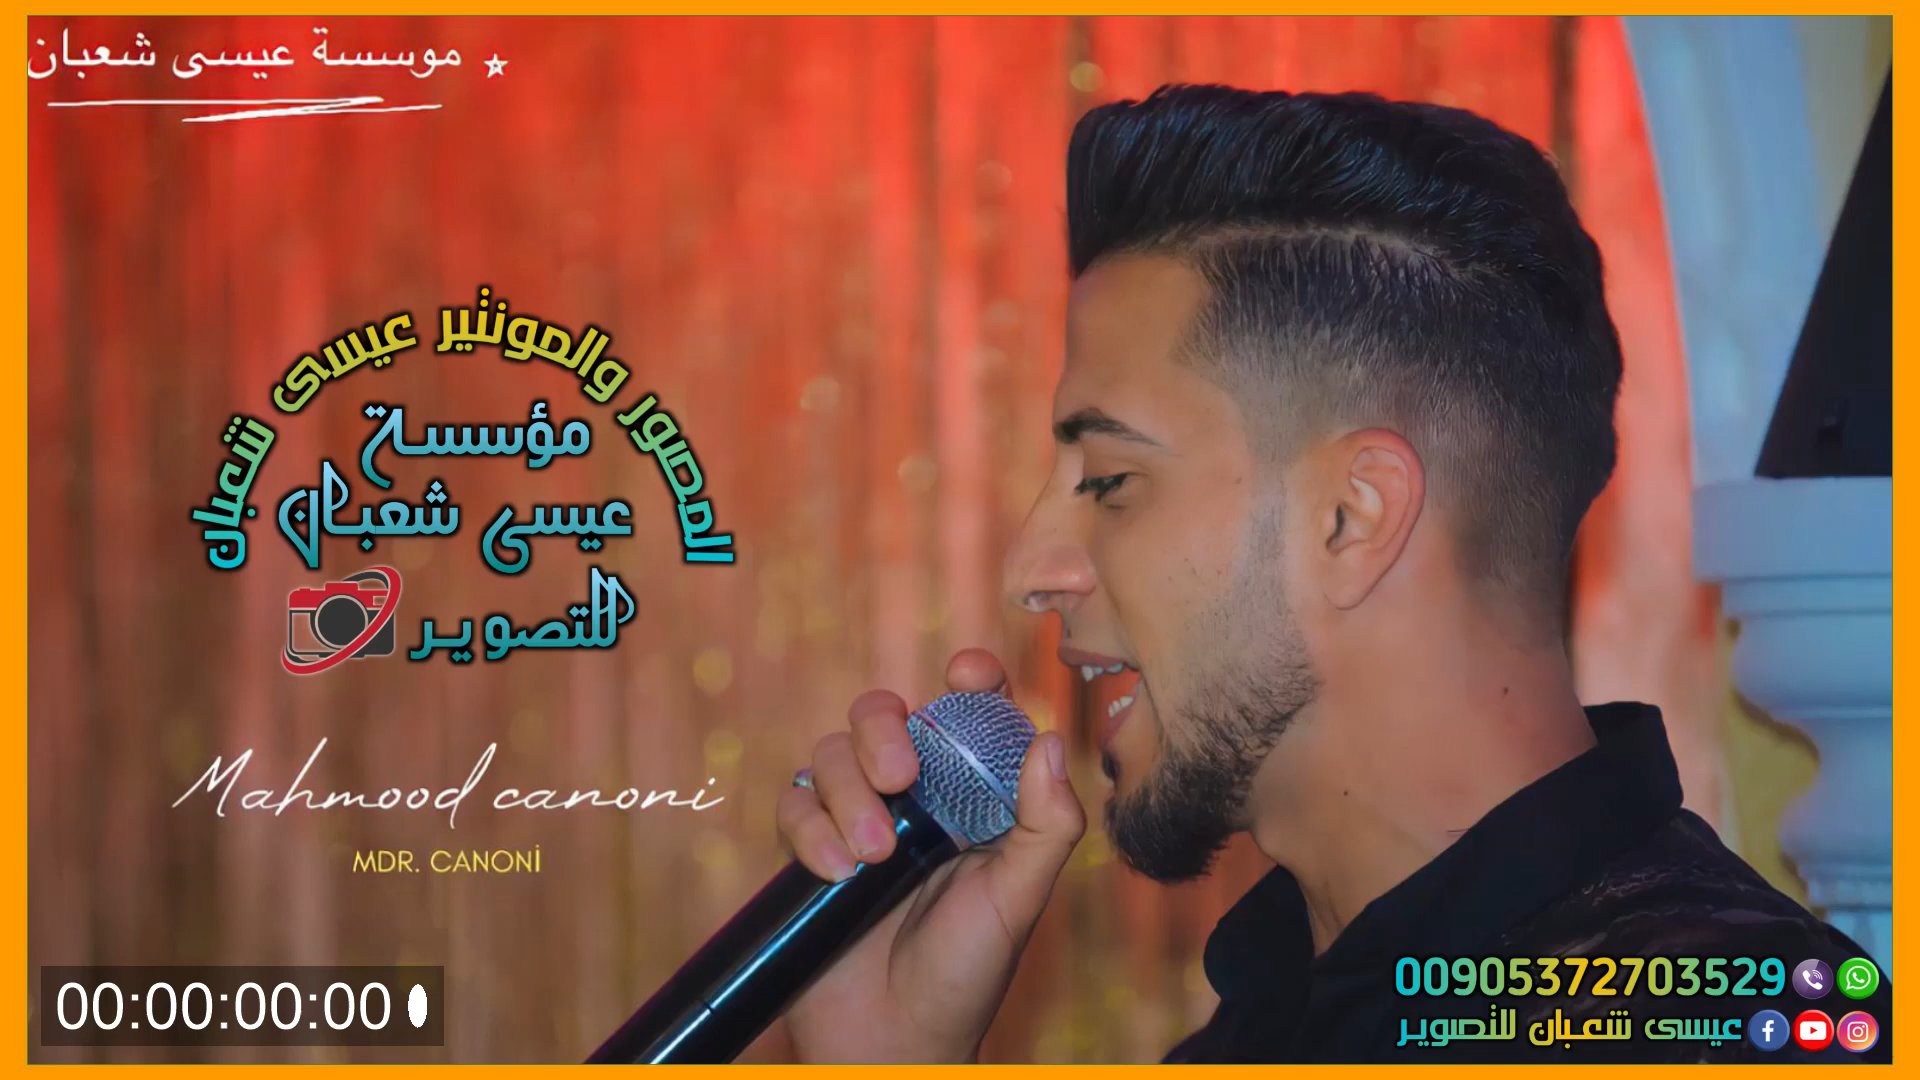 موسسة عيسى شعبان
المصور والمونتير عيسى شعبان
مؤسسة
عيسى شعبان
للتصوير
Mahmood canoni
MDR. CANONİ
00:00:00:00
00905372703529
عيسى شعبان للتصوير